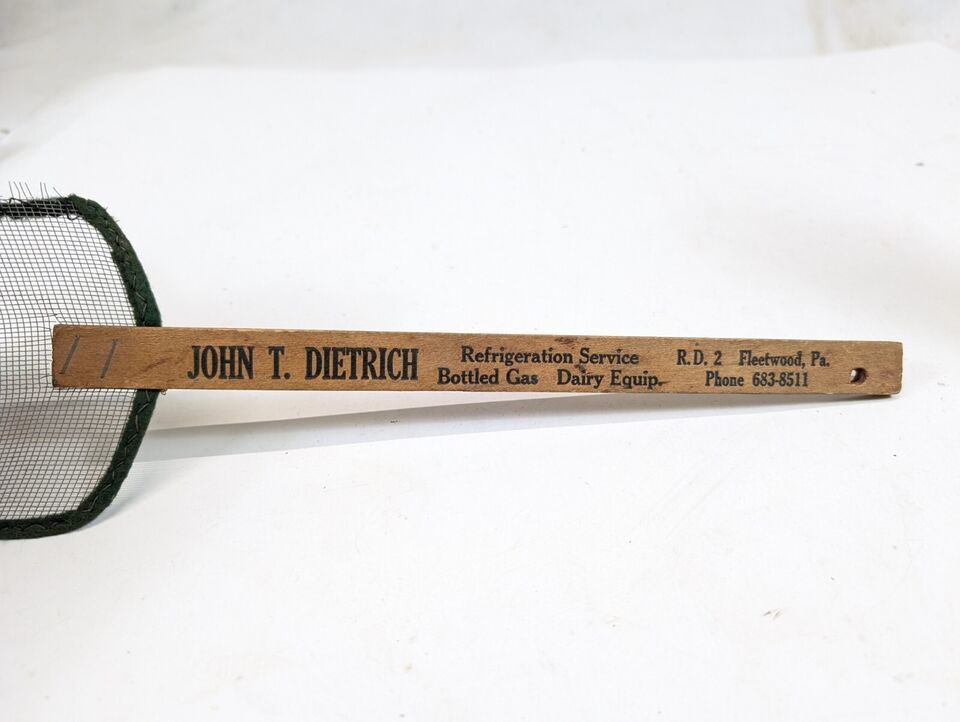 JOHN T. DIETRICH
Refrigeration Service
Bottled Gas Dairy Equip.
R.D. 2 Fleetwood, Pa.
Phone 683-8511